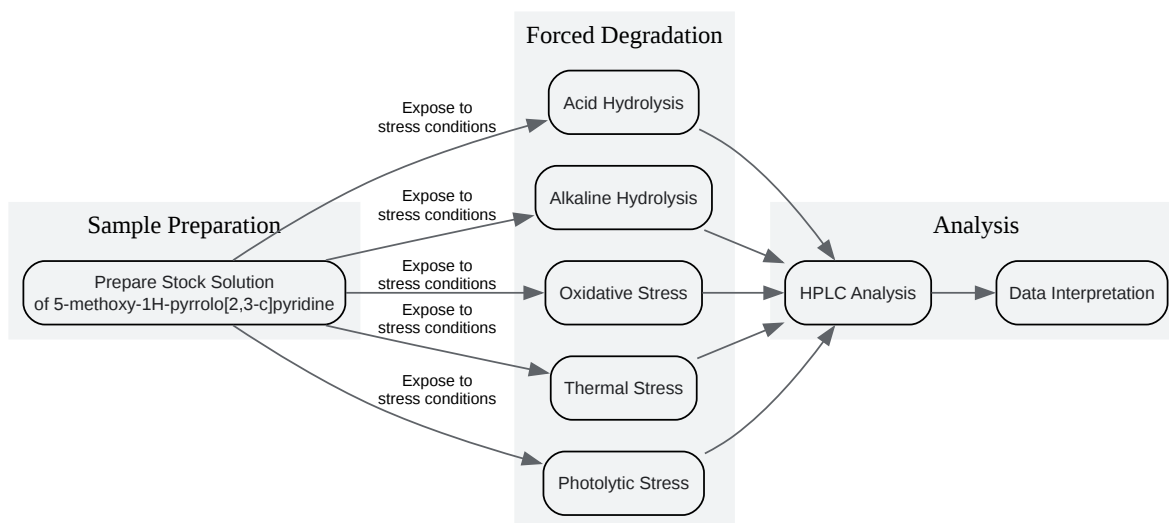 Sample Preparation
Prepare Stock Solution
of 5-methoxy-1H-pyrrolo[2,3-c]pyridine
Expose to
stress conditions
Expose to
stress conditions
Expose to
stress conditions
Expose to
stress conditions
Expose to
stress conditions
Forced Degradation
Acid Hydrolysis
Alkaline Hydrolysis
Oxidative Stress
Thermal Stress
Photolytic Stress
Analysis
HPLC Analysis
Data Interpretation